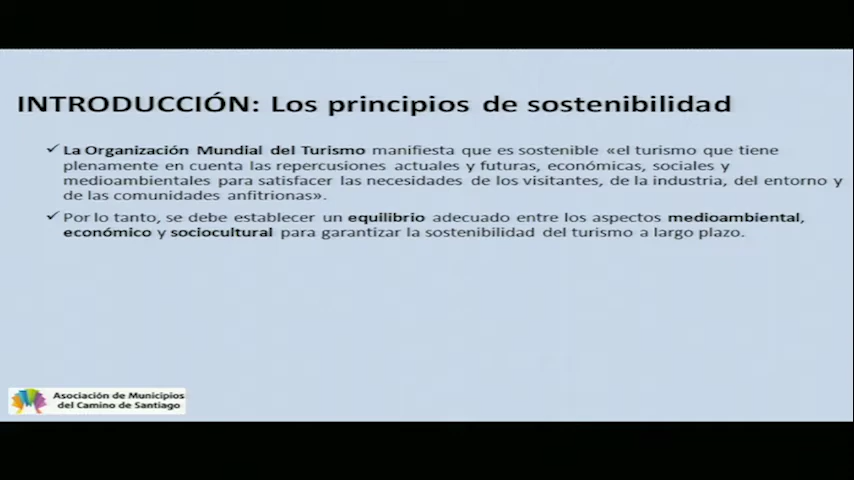 INTRODUCCIÓN: Los principios de sostenibilidad
✓ La Organización Mundial del Turismo manifiesta que es sostenible «el turismo que tiene
plenamente en cuenta las repercusiones actuales y futuras, económicas, sociales y
medioambientales para satisfacer las necesidades de los visitantes, de la industria, del entorno y
de las comunidades anfitrionas».
✓ Por lo tanto, se debe establecer un equilibrio adecuado entre los aspectos medioambiental,
económico y sociocultural para garantizar la sostenibilidad del turismo a largo plazo.
Asociación de Municipios
del Camino de Santiago